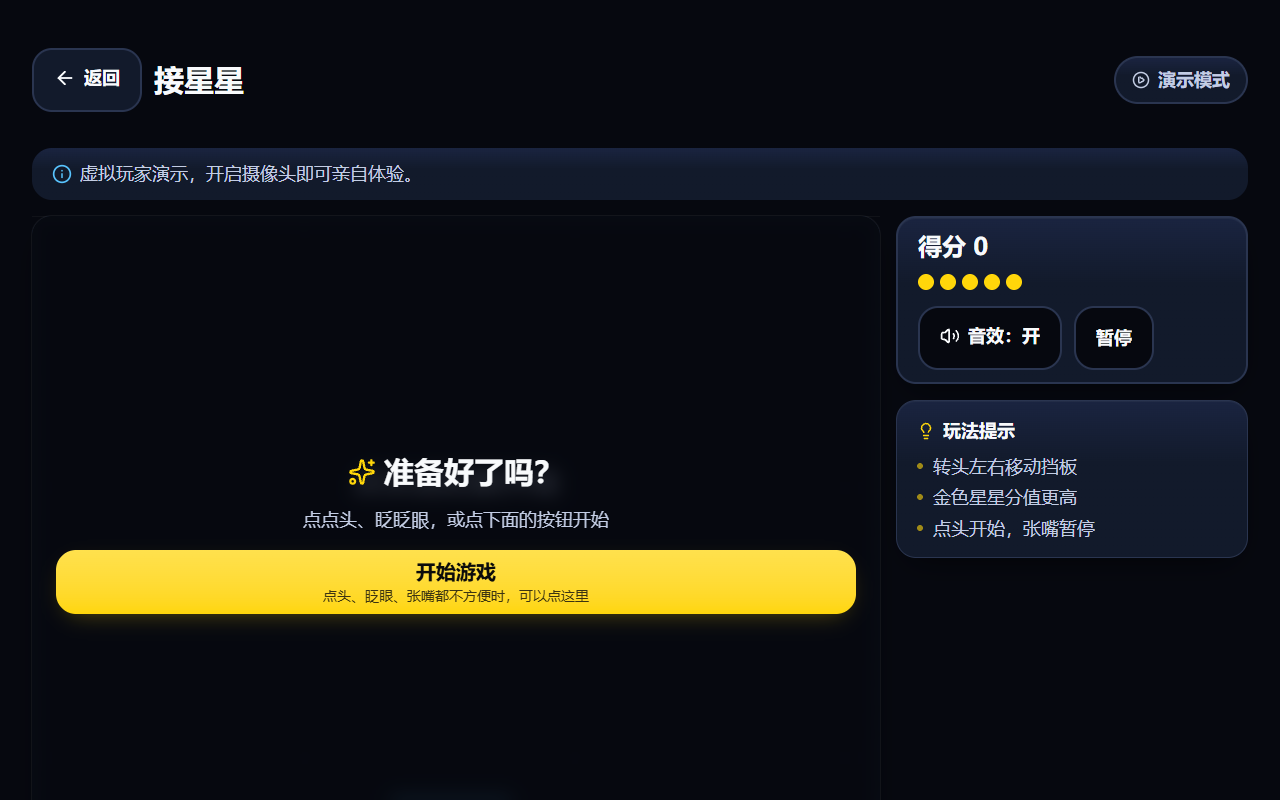 返回
接星星
演示模式
虚拟玩家演示，开启摄像头即可亲自体验。
准备好了吗？
点点头、眨眨眼，或点下面的按钮开始
开始游戏
点头、眨眼、张嘴都不方便时，可以点这里
得分 0
音效：开
暂停
玩法提示
转头左右移动挡板
金色星星分值更高
点头开始，张嘴暂停